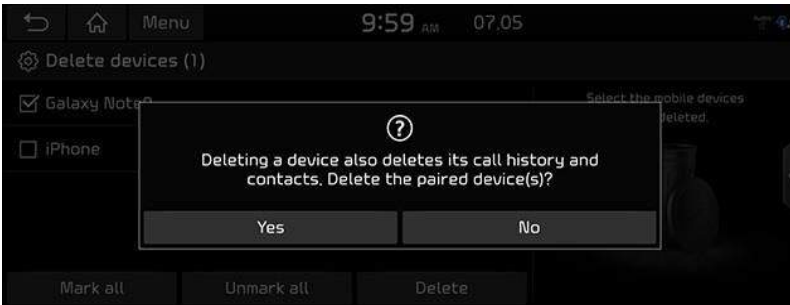 Menu
9:59 AM
07.05
Delete devices (1)
Galaxy Note9
Select the mobile devices
deleted.
iPhone
Deleting a device also deletes its call history and
contacts. Delete the paired device(s)?
Yes
No
Mark all
Unmark all
Delete